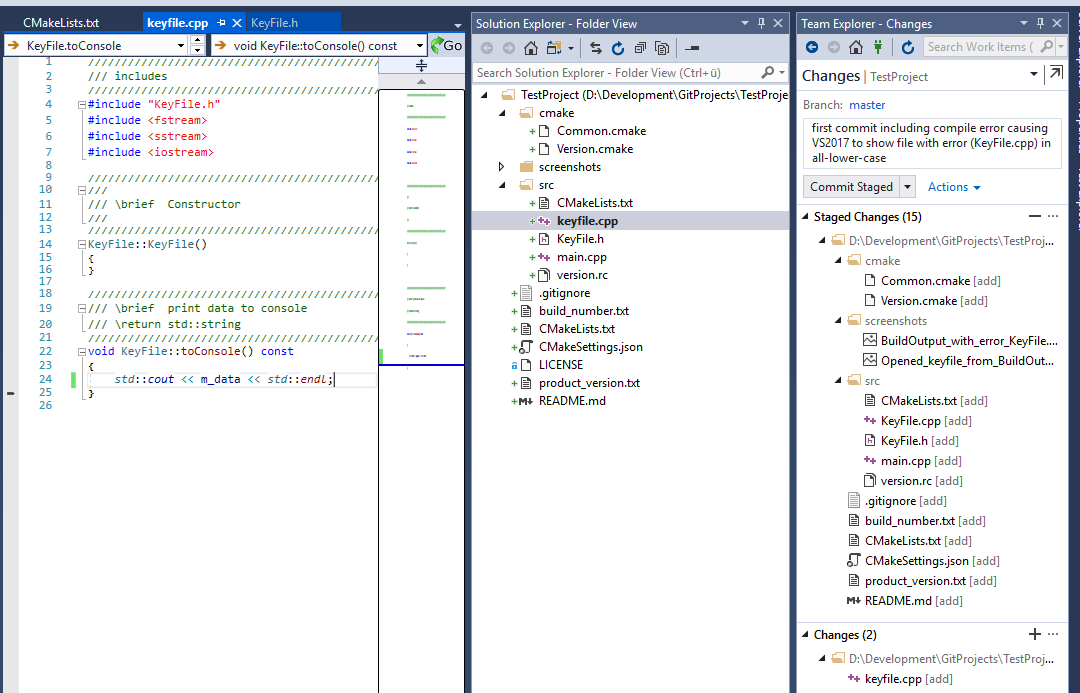 CMakeLists.txt
keyfile.cpp
KeyFile.h
KeyFile.toConsole
void KeyFile::toConsole() const
Go
1 ////////////////////////////////////////////
2 /// includes
3 ////////////////////////////////////////////
4 #include "KeyFile.h"
5 #include <fstream>
6 #include <sstream>
7 #include <iostream>
8
9 ////////////////////////////////////////////
10 ///
11 /// \brief  Constructor
12 ///
13 ////////////////////////////////////////////
14 KeyFile::KeyFile()
15 {
16 }
17
18 ////////////////////////////////////////////
19 /// \brief  print data to console
20 /// \return std::string
21 ////////////////////////////////////////////
22 void KeyFile::toConsole() const
23 {
24 std::cout << m_data << std::endl;
25 }
26
Solution Explorer - Folder View
Search Solution Explorer - Folder View (Ctrl+ü)
TestProject (D:\Development\GitProjects\TestProje
cmake
Common.cmake
Version.cmake
screenshots
src
CMakeLists.txt
keyfile.cpp
KeyFile.h
main.cpp
version.rc
.gitignore
build_number.txt
CMakeLists.txt
CMakeSettings.json
LICENSE
product_version.txt
README.md
Team Explorer - Changes
Search Work Items (
Changes | TestProject
Branch: master
first commit including compile error causing
VS2017 to show file with error (KeyFile.cpp) in
all-lower-case
Commit Staged
Actions
Staged Changes (15)
D:\Development\GitProjects\TestProj...
cmake
Common.cmake [add]
Version.cmake [add]
screenshots
BuildOutput_with_error_KeyFile....
Opened_keyfile_from_BuildOut...
src
CMakeLists.txt [add]
KeyFile.cpp [add]
KeyFile.h [add]
main.cpp [add]
version.rc [add]
.gitignore [add]
build_number.txt [add]
CMakeLists.txt [add]
CMakeSettings.json [add]
product_version.txt [add]
README.md [add]
Changes (2)
D:\Development\GitProjects\TestProj...
keyfile.cpp [add]